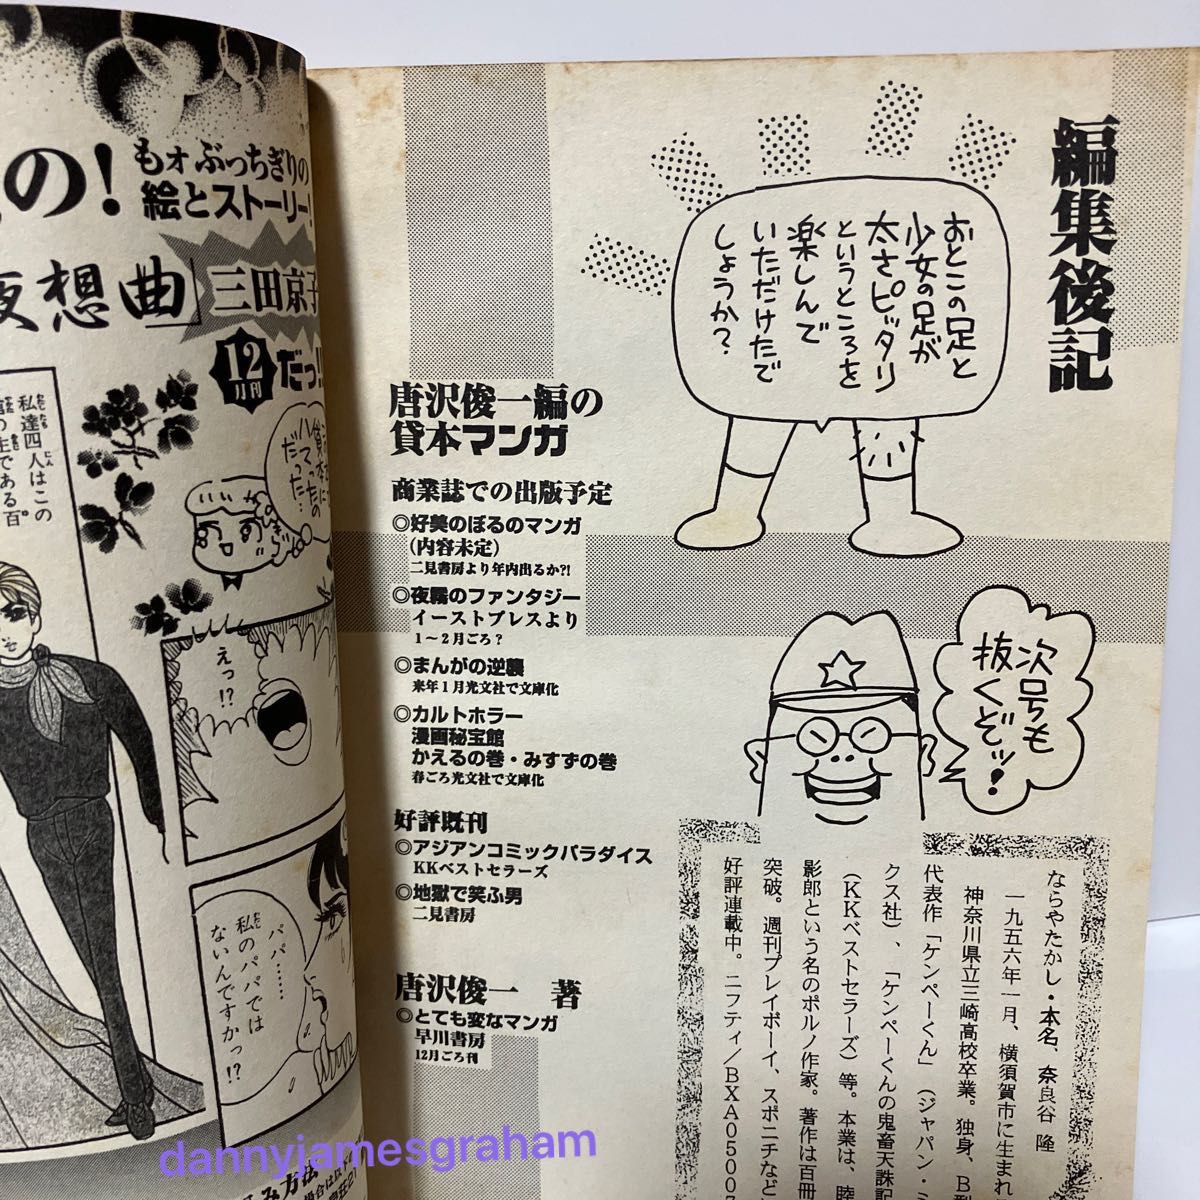 編集後記
おとこの足と
少女の足が
太さピッタリ
というところを
楽しんで
いただけたで
しょうか?
次号も
抜くぞッ!
唐沢俊一編の
貸本マンガ
商業誌での出版予定
◎好美のぼるのマンガ
(内容未定)
二見書房より年内出るか?!
◎夜霧のファンタジー
イーストプレスより
1〜2月ごろ?
◎まんがの逆襲
来年1月光文社で文庫化
◎カルトホラー
漫画秘宝館
かえるの巻・みすずの巻
春ごろ光文社で文庫化
好評既刊
◎アジアンコミックパラダイス
KKベストセラーズ
◎地獄で笑ふ男
二見書房
唐沢俊一 著
◎とても変なマンガ
早川書房
12月ごろ刊
ならやたかし・本名、奈良谷 隆
一九五六年一月、横須賀市に生まれ
神奈川県立三崎高校卒業。独身、B型
代表作「ケンペーくん」(ジャパン・ミ
クス社)、「ケンペーくんの鬼畜天誅記
(KKベストセラーズ)等。本業は、睦
影郎という名のポルノ作家。著作は百冊
突破。週刊プレイボーイ、スポニチなど
好評連載中。ニフティ/BXA0500
の!
もォぶっちぎりの
絵とストーリー!
想曲」
三田京子
12月刊
だっ!!
私達四人はこの
生である百
えっ!?
パパ……
私のパパでは
ないんですかっ!?
み方法
dannyjamesgraham